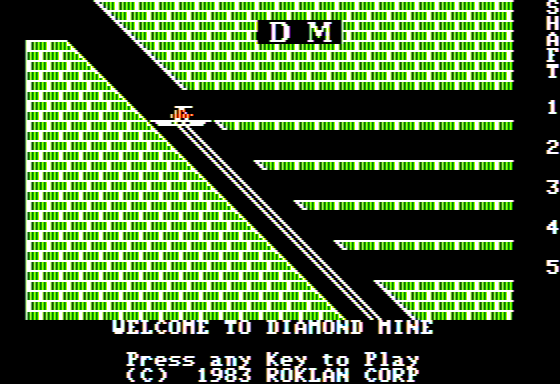 D M
SHAFT
1
2
3
4
5
WELCOME TO DIAMOND MINE
Press any Key to Play
(C) 1983 ROKLAN CORP